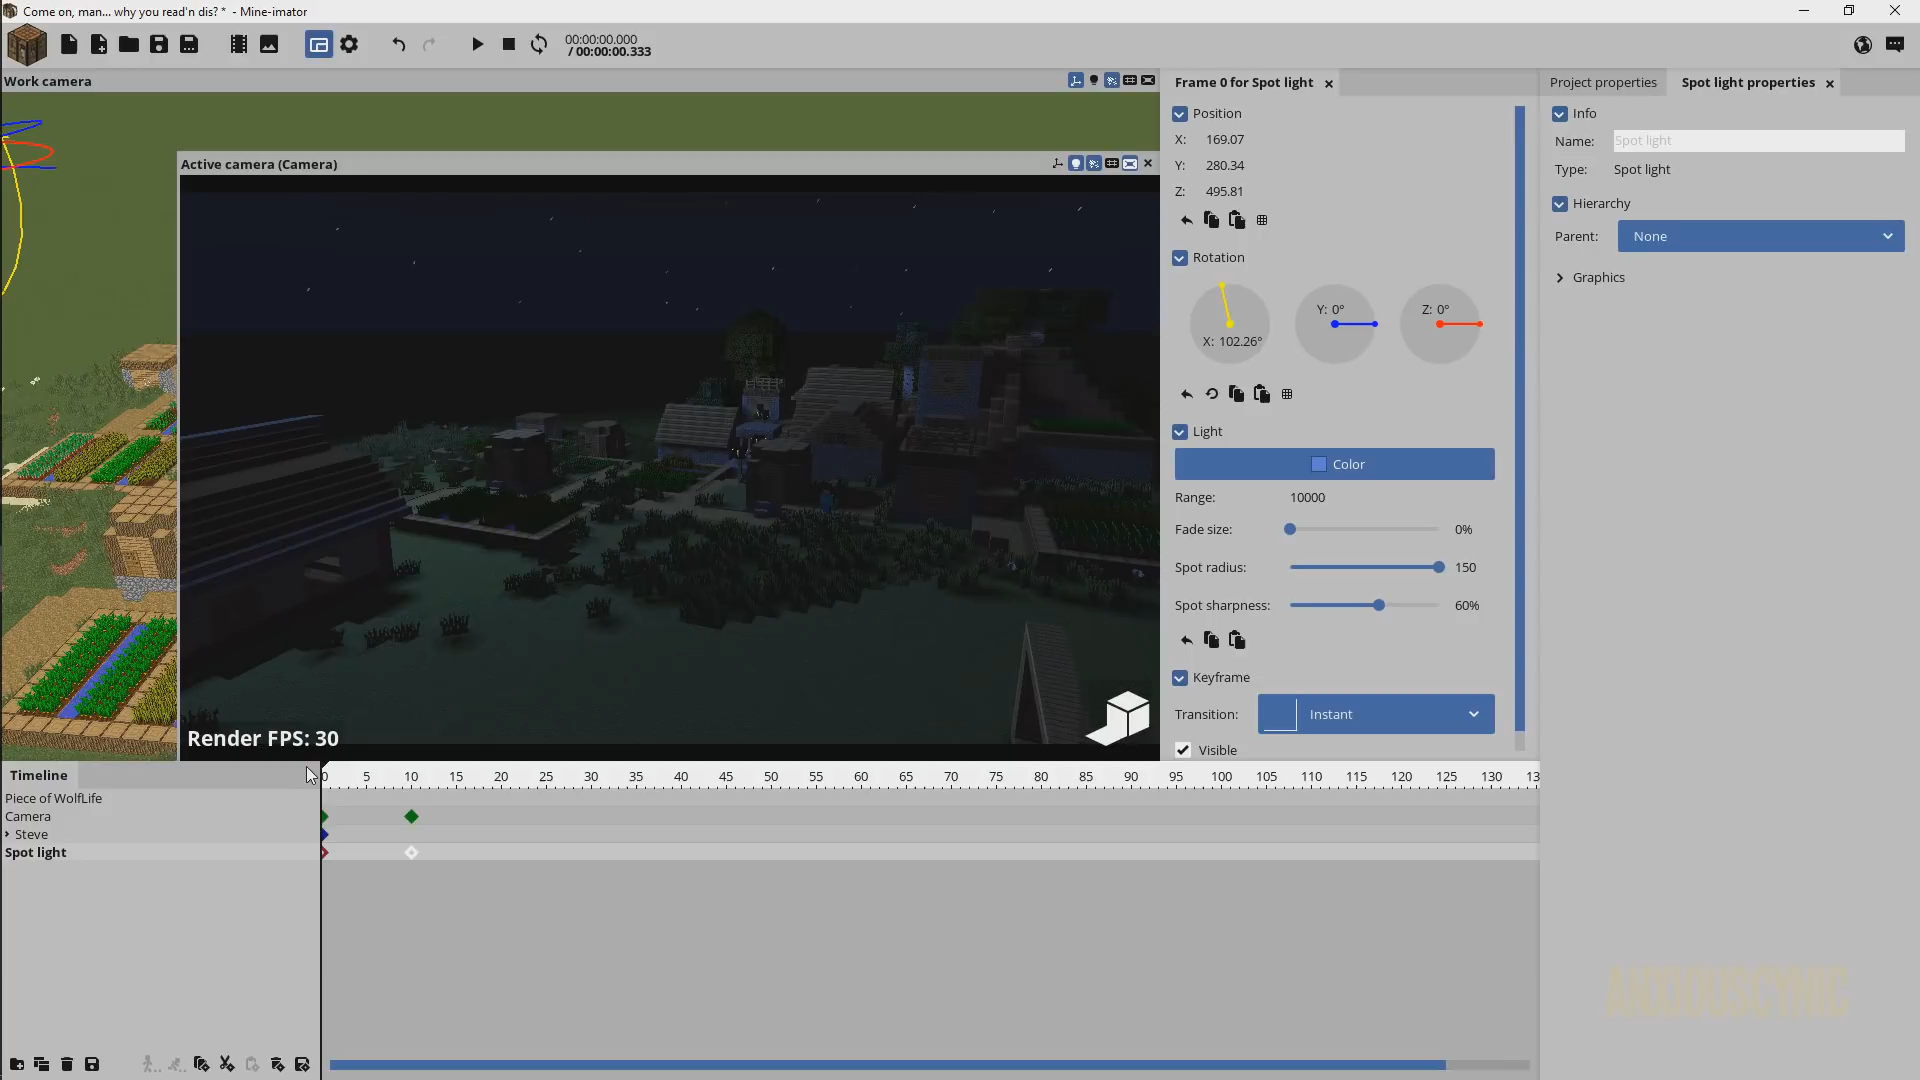 Come on, man... why you read'n dis? * - Mine-imator
00:00:00.000
/ 00:00:00.333
Work camera
Active camera (Camera)
Render FPS: 30
Frame 0 for Spot light
Position
X: 169.07
Y: 280.34
Z: 495.81
Rotation
X: 102.26°
Y: 0°
Z: 0°
Light
Color
Range: 10000
Fade size: 0%
Spot radius: 150
Spot sharpness: 60%
Keyframe
Transition: Instant
Visible
Project properties
Spot light properties
Info
Name: Spot light
Type: Spot light
Hierarchy
Parent: None
Graphics
Timeline
0 5 10 15 20 25 30 35 40 45 50 55 60 65 70 75 80 85 90 95 100 105 110 115 120 125 130 13
Piece of WolfLife
Camera
Steve
Spot light
ANXIOUSCYNIC